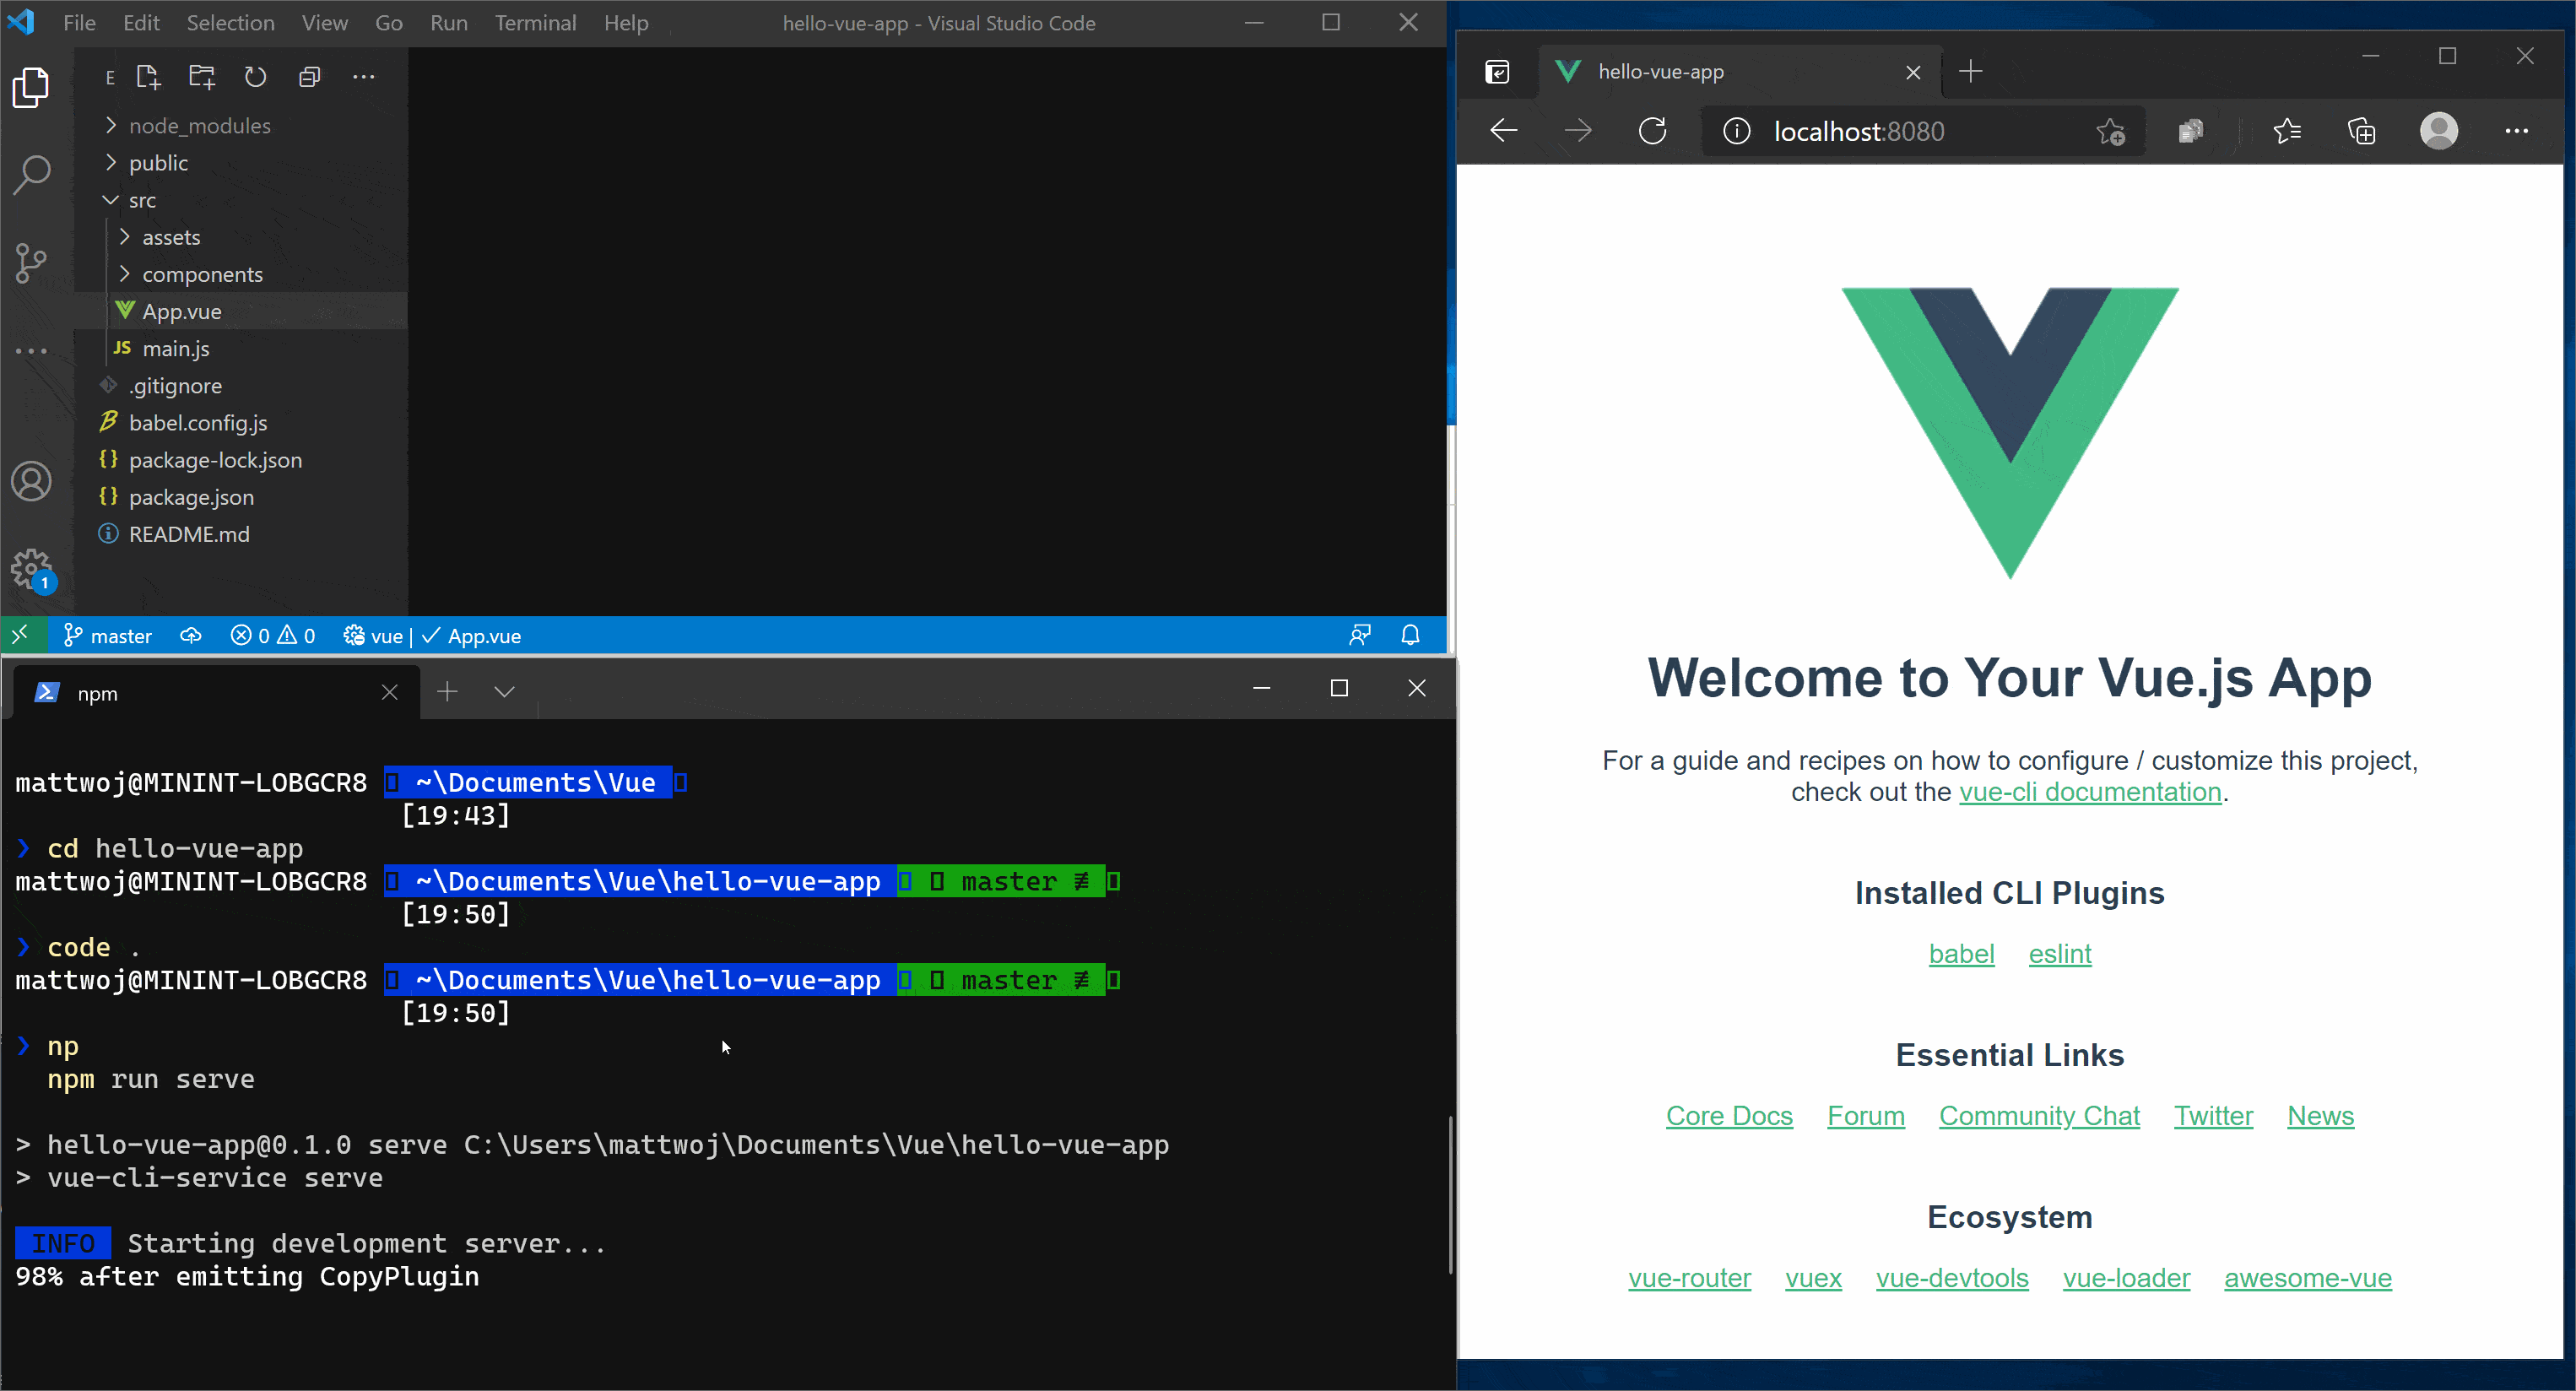 File Edit Selection View Go Run Terminal Help hello-vue-app - Visual Studio Code
E
node_modules
public
src
assets
components
App.vue
JS main.js
.gitignore
babel.config.js
{} package-lock.json
{} package.json
README.md
1
master 0 0 vue | App.vue
npm
mattwoj@MININT-LOBGCR8 ~\Documents\Vue
[19:43]
❯ cd hello-vue-app
mattwoj@MININT-LOBGCR8 ~\Documents\Vue\hello-vue-app master ≢
[19:50]
❯ code .
mattwoj@MININT-LOBGCR8 ~\Documents\Vue\hello-vue-app master ≢
[19:50]
❯ np
npm run serve
> hello-vue-app@0.1.0 serve C:\Users\mattwoj\Documents\Vue\hello-vue-app
> vue-cli-service serve
INFO Starting development server...
98% after emitting CopyPlugin
hello-vue-app
localhost:8080
Welcome to Your Vue.js App
For a guide and recipes on how to configure / customize this project,
check out the vue-cli documentation.
Installed CLI Plugins
babel eslint
Essential Links
Core Docs Forum Community Chat Twitter News
Ecosystem
vue-router vuex vue-devtools vue-loader awesome-vue